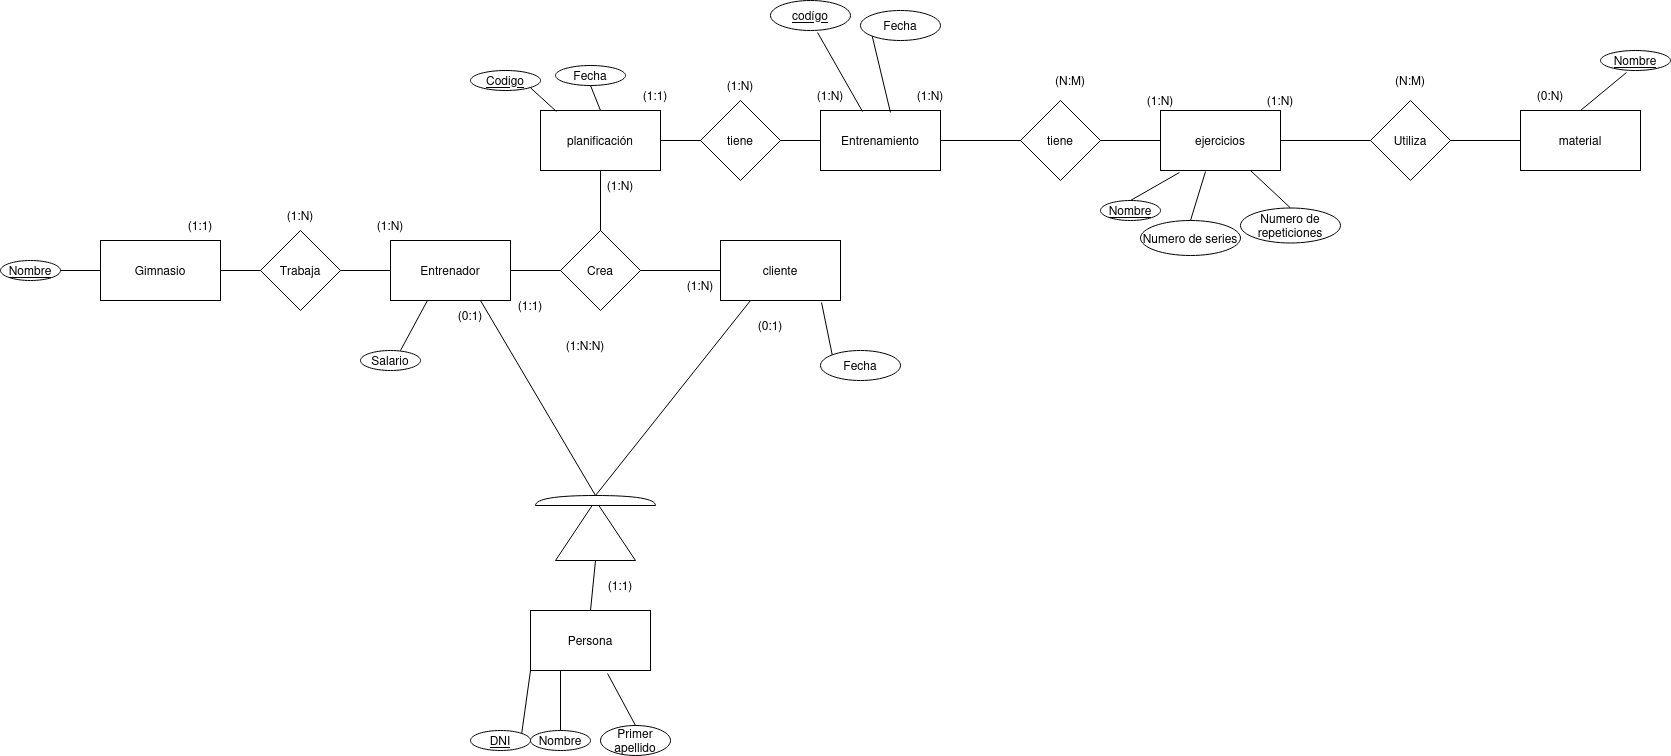 codígo
Fecha
Nombre
Codigo
Fecha
(1:N)
(N:M)
(N:M)
(1:1)
(1:N)
(1:N)
(1:N)
(1:N)
(0:N)
planificación
tiene
Entrenamiento
tiene
ejercicios
Utiliza
material
(1:N)
Nombre
Numero de series
Numero de
repeticiones
(1:1)
(1:N)
(1:N)
Nombre
Gimnasio
Trabaja
Entrenador
Crea
cliente
(1:N)
(0:1)
(1:1)
(0:1)
(1:N:N)
Salario
Fecha
(1:1)
Persona
DNI
Nombre
Primer
apellido